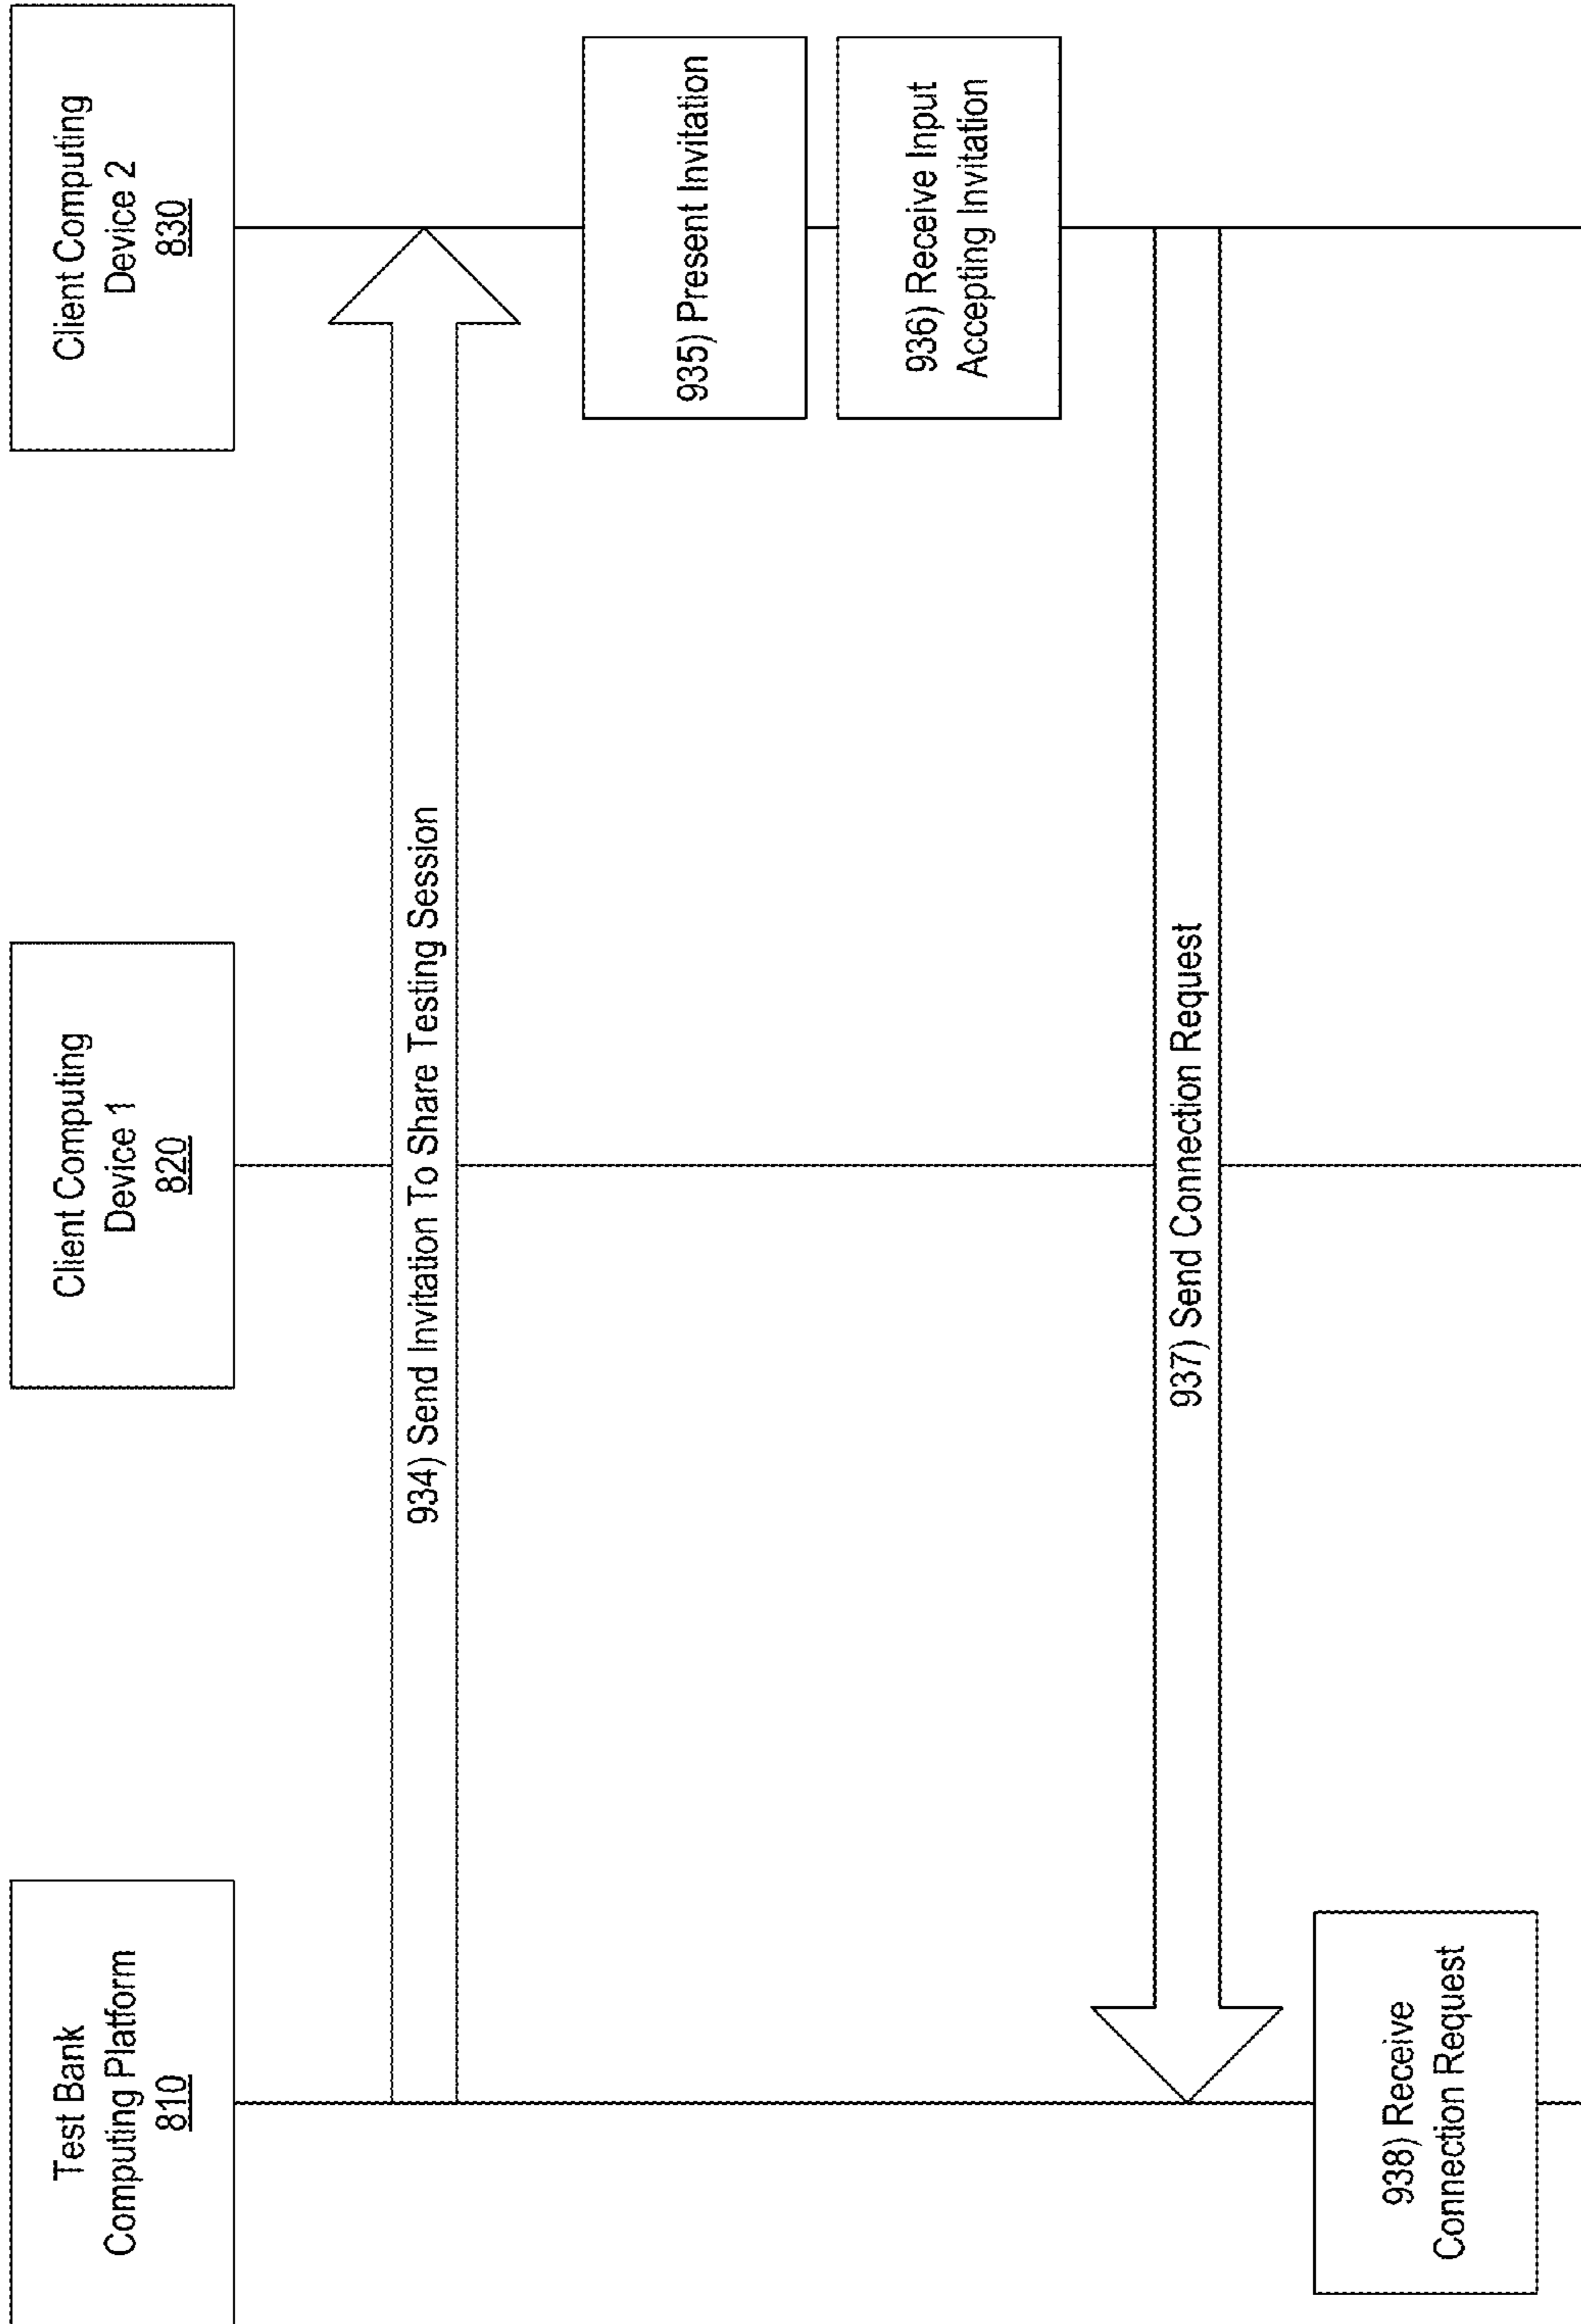 Test Bank
Computing Platform
810
Client Computing
Device 1
820
Client Computing
Device 2
830
934) Send Invitation To Share Testing Session
935) Present Invitation
936) Receive Input
Accepting Invitation
937) Send Connection Request
938) Receive
Connection Request